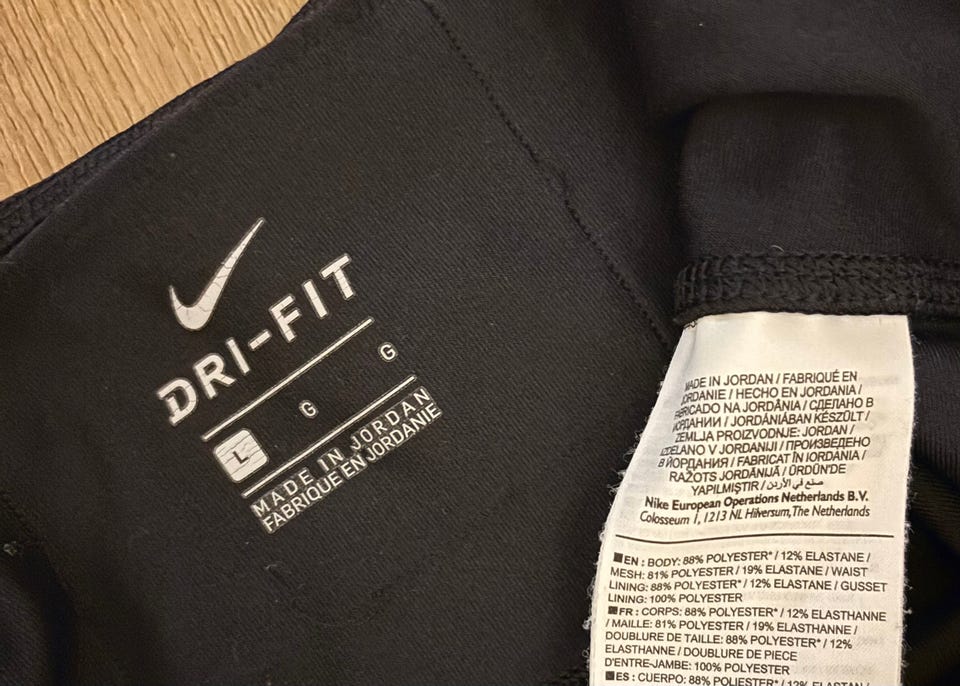 DRI-FIT
L G G
MADE IN JORDAN
FABRIQUÉ EN JORDANIE
MADE IN JORDAN / FABRIQUÉ EN
JORDANIE / HECHO EN JORDANIA /
FABRICADO NA JORDÂNIA / СДЕЛАНО В
ИОРДАНИИ / JORDÁNIÁBAN KÉSZÜLT /
ZEMLJA PROIZVODNJE: JORDAN /
IZDELANO V JORDANIJI / ПРОИЗВЕДЕНО
В ЙОРДАНИЯ / FABRICAT ÎN IORDANIA /
RAŽOTS JORDĀNIJĀ / ÜRDÜN'DE
YAPILMIŞTIR / صنع في الأردن
Nike European Operations Netherlands B.V.
Colosseum 1, 1213 NL Hilversum, The Netherlands
EN : BODY: 88% POLYESTER* / 12% ELASTANE /
MESH: 81% POLYESTER / 19% ELASTANE / WAIST
LINING: 88% POLYESTER* / 12% ELASTANE / GUSSET
LINING: 100% POLYESTER
FR : CORPS: 88% POLYESTER* / 12% ELASTHANNE
/ MAILLE: 81% POLYESTER / 19% ELASTHANNE /
DOUBLURE DE TAILLE: 88% POLYESTER* / 12%
ELASTHANNE / DOUBLURE DE PIECE
D'ENTRE-JAMBE: 100% POLYESTER
ES : CUERPO: 88% POLIÉSTER* / 12% ELASTANO /